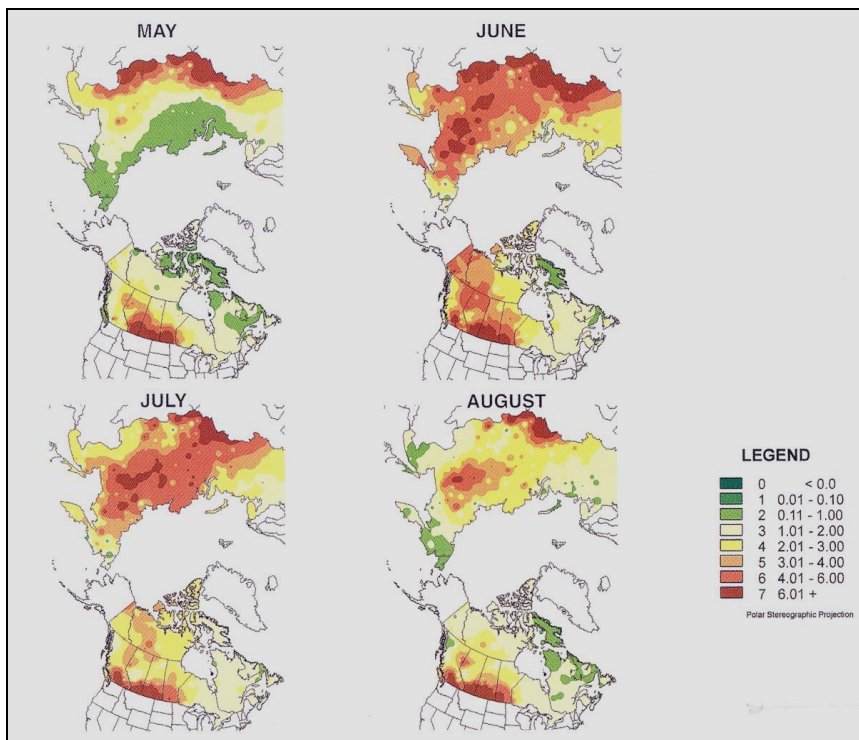 MAY
JUNE
JULY
AUGUST
LEGEND
0 < 0.0
1 0.01 - 0.10
2 0.11 - 1.00
3 1.01 - 2.00
4 2.01 - 3.00
5 3.01 - 4.00
6 4.01 - 6.00
7 6.01 +
Polar Stereographic Projection